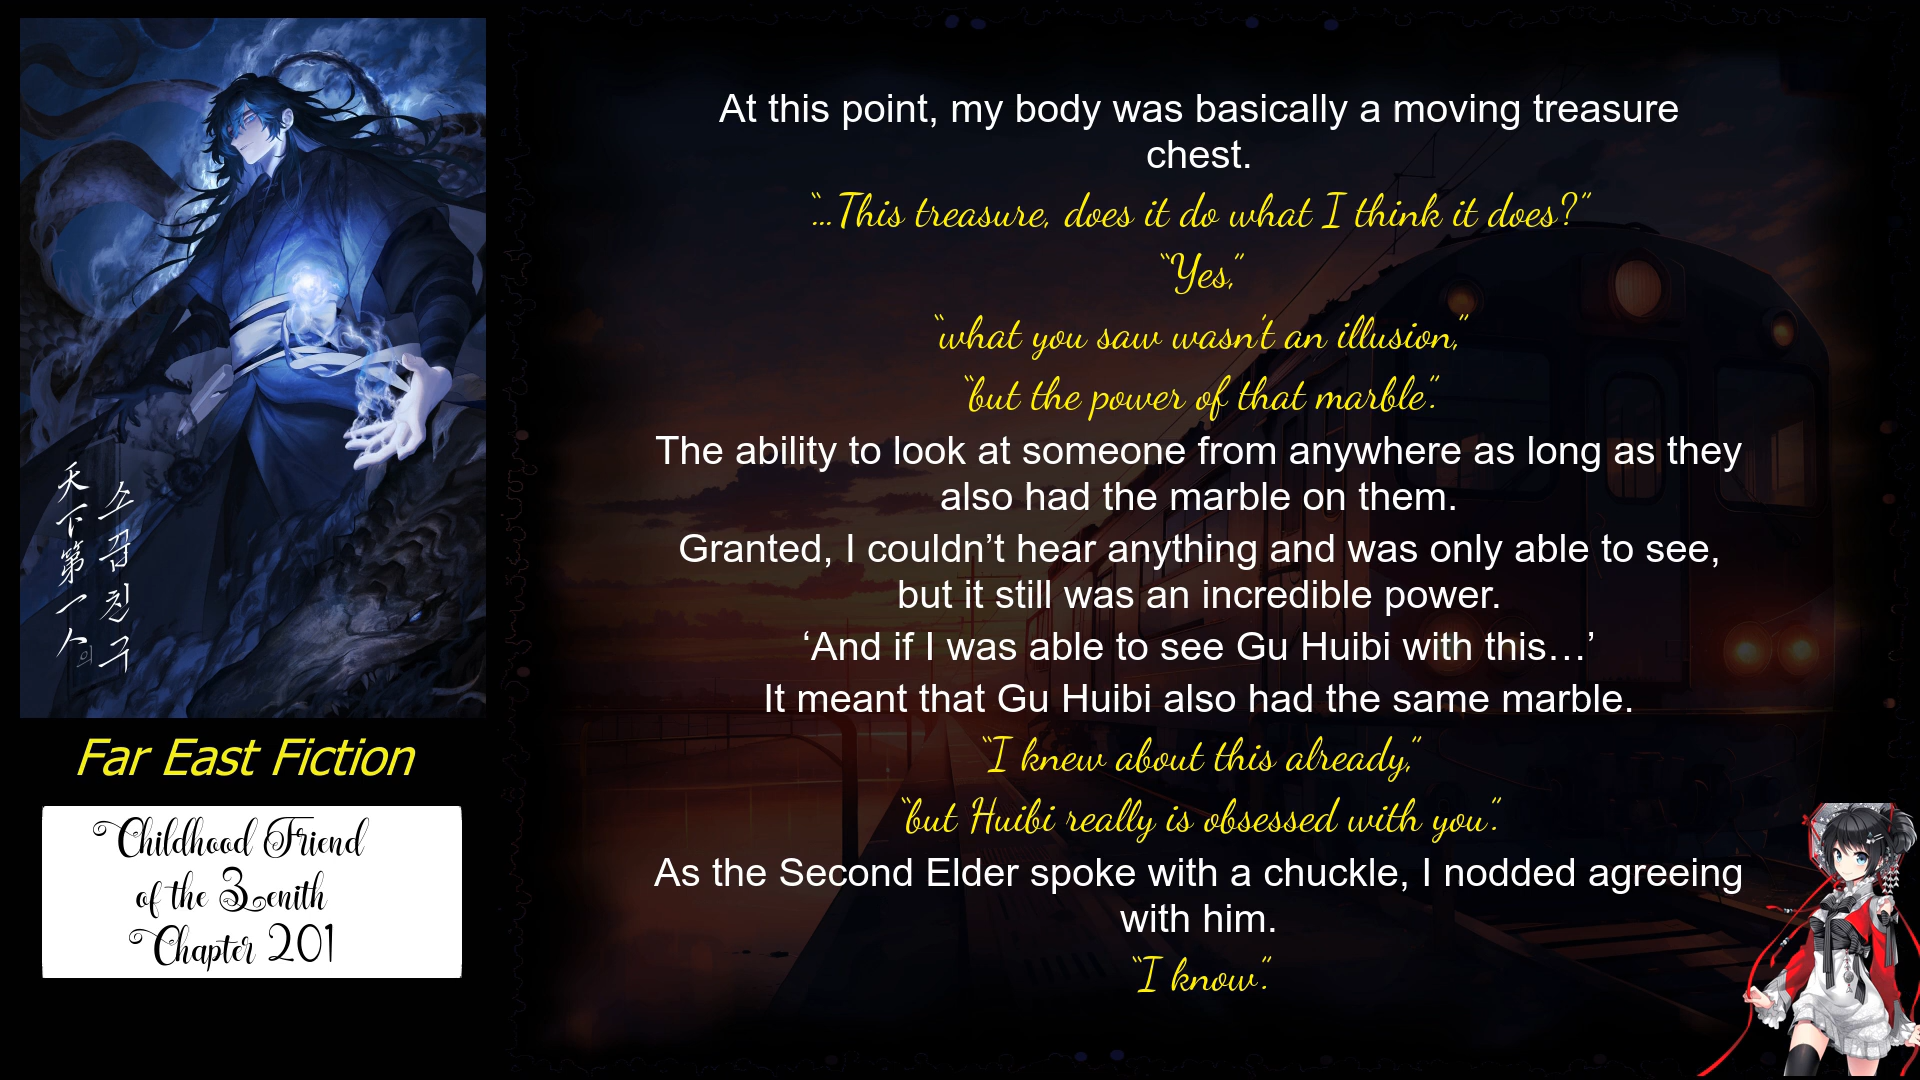 天下第一人의
소꿉친구
Far East Fiction
Childhood Friend
of the Zenith
Chapter 201
At this point, my body was basically a moving treasure
chest.
“…This treasure, does it do what I think it does?”
“Yes,”
“what you saw wasn’t an illusion,”
“but the power of that marble”.
The ability to look at someone from anywhere as long as they
also had the marble on them.
Granted, I couldn’t hear anything and was only able to see,
but it still was an incredible power.
‘And if I was able to see Gu Huibi with this…’
It meant that Gu Huibi also had the same marble.
“I knew about this already,”
“but Huibi really is obsessed with you”.
As the Second Elder spoke with a chuckle, I nodded agreeing
with him.
“I know”.